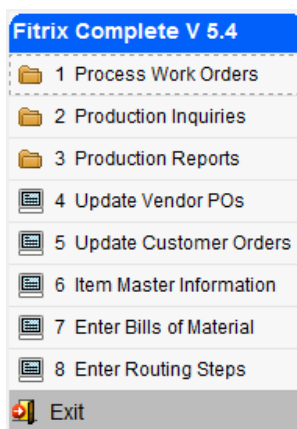 Fitrix Complete V 5.4
1 Process Work Orders
2 Production Inquiries
3 Production Reports
4 Update Vendor POs
5 Update Customer Orders
6 Item Master Information
7 Enter Bills of Material
8 Enter Routing Steps
Exit